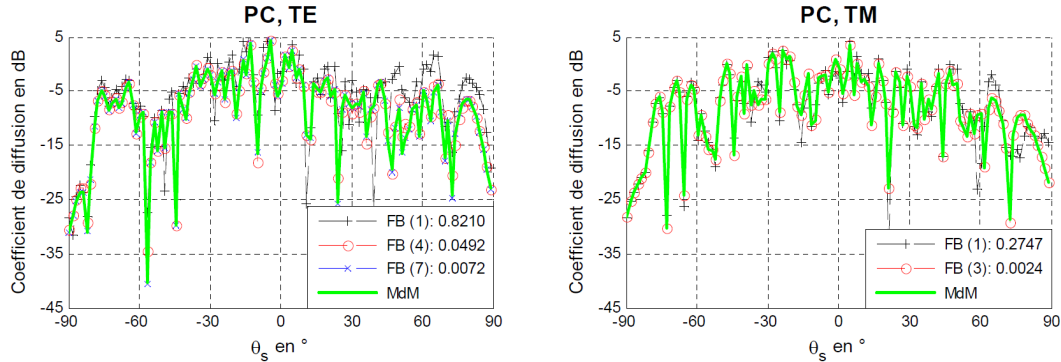 PC, TE
Coefficient de diffusion en dB
5
-5
-15
-25
-35
-45
-90
-60
-30
0
30
60
90
θs en °
FB (1): 0.8210
FB (4): 0.0492
FB (7): 0.0072
MdM
PC, TM
Coefficient de diffusion en dB
5
-5
-15
-25
-35
-45
-90
-60
-30
0
30
60
90
θs en °
FB (1): 0.2747
FB (3): 0.0024
MdM